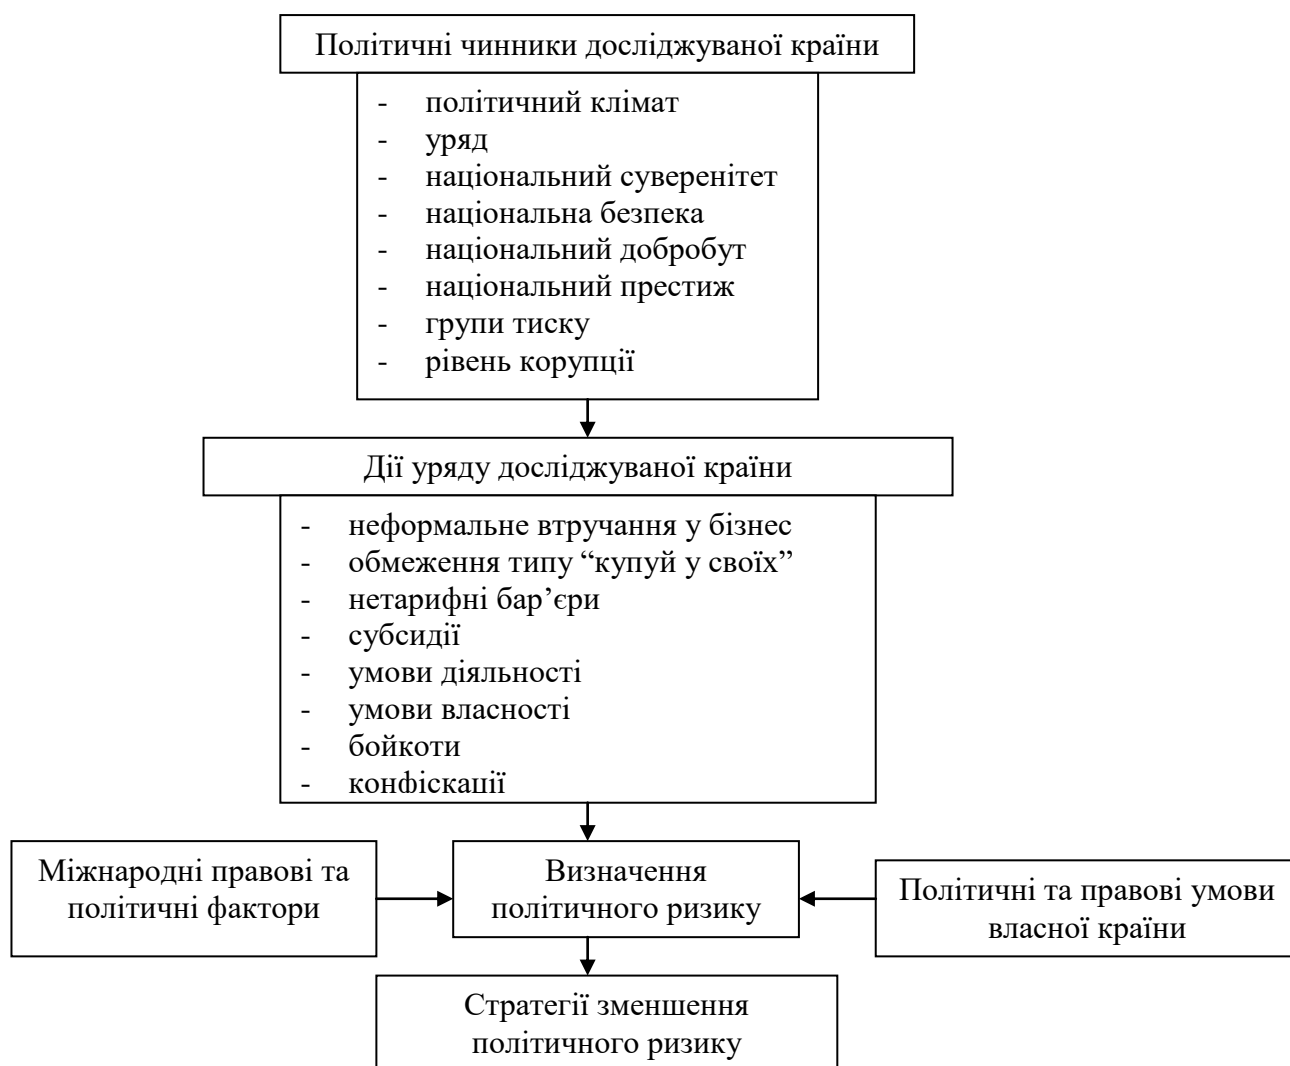 Політичні чинники досліджуваної країни
- політичний клімат
- уряд
- національний суверенітет
- національна безпека
- національний добробут
- національний престиж
- групи тиску
- рівень корупції
Дії уряду досліджуваної країни
- неформальне втручання у бізнес
- обмеження типу “купуй у своїх”
- нетарифні бар’єри
- субсидії
- умови діяльності
- умови власності
- бойкоти
- конфіскації
Міжнародні правові та
політичні фактори
Визначення
політичного ризику
Політичні та правові умови
власної країни
Стратегії зменшення
політичного ризику